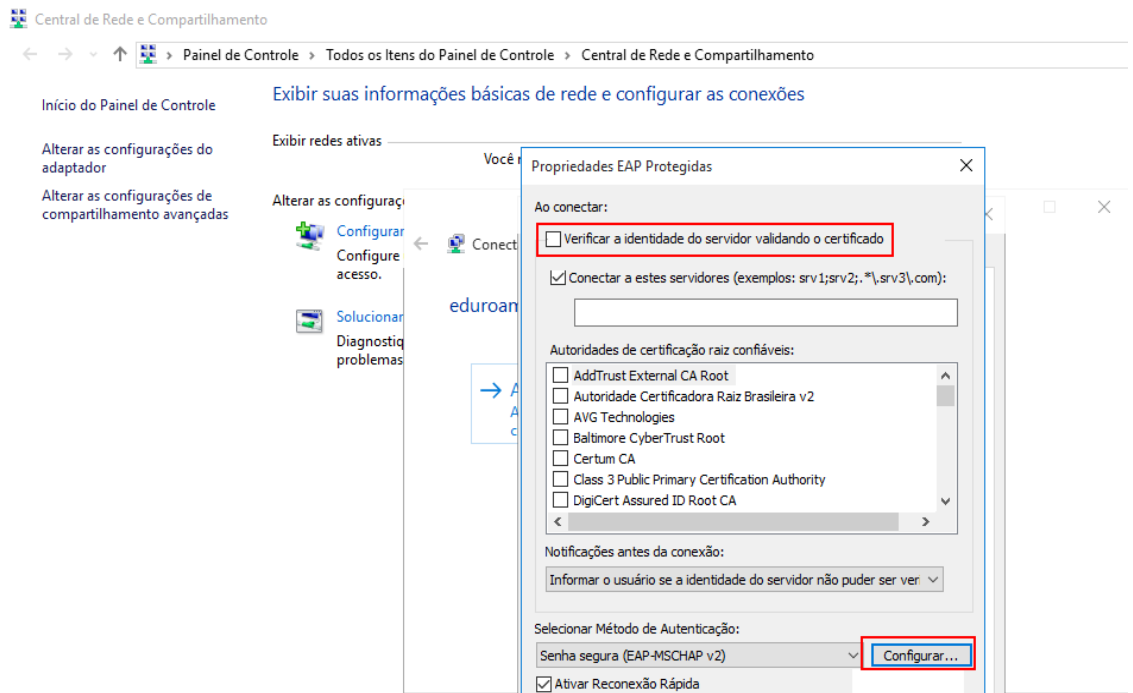 Central de Rede e Compartilhamento
Painel de Controle > Todos os Itens do Painel de Controle > Central de Rede e Compartilhamento
Início do Painel de Controle
Alterar as configurações do
adaptador
Alterar as configurações de
compartilhamento avançadas
Exibir suas informações básicas de rede e configurar as conexões
Exibir redes ativas
Você
Alterar as configuraç
Configurar
Configure
acesso.
Solucionar
Diagnostiq
problemas
Conect
eduroam
A
A
c
Propriedades EAP Protegidas
Ao conectar:
Verificar a identidade do servidor validando o certificado
Conectar a estes servidores (exemplos: srv1;srv2;.*\.srv3\.com):
Autoridades de certificação raiz confiáveis:
AddTrust External CA Root
Autoridade Certificadora Raiz Brasileira v2
AVG Technologies
Baltimore CyberTrust Root
Certum CA
Class 3 Public Primary Certification Authority
DigiCert Assured ID Root CA
Notificações antes da conexão:
Informar o usuário se a identidade do servidor não puder ser ver
Selecionar Método de Autenticação:
Senha segura (EAP-MSCHAP v2)
Configurar...
Ativar Reconexão Rápida